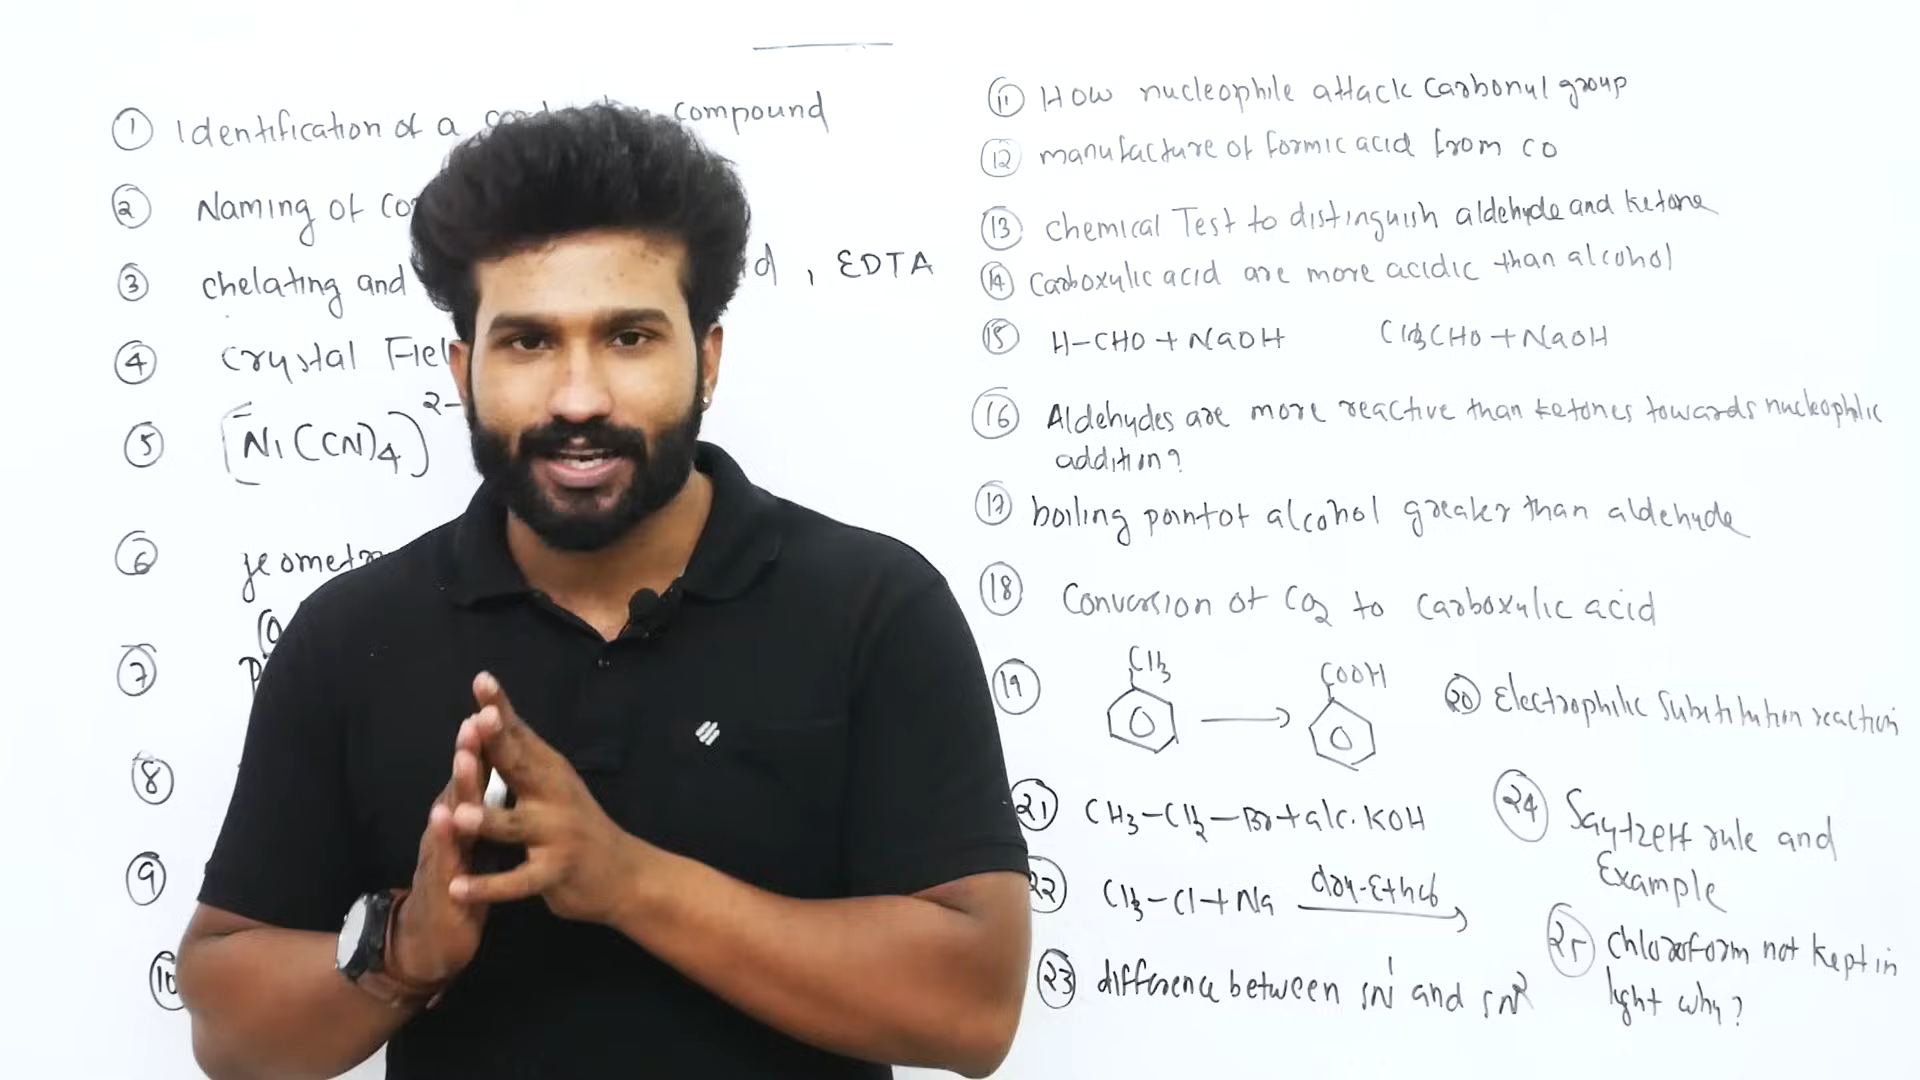 ① Identification of a compound
② Naming of
③ chelating and , EDTA
④ Crystal
⑤ [Ni(CN)4]2-
⑥
⑦
⑧
⑨
⑩
⑪ How nucleophile attack carbonyl group
⑫ manufacture of formic acid from CO
⑬ chemical Test to distinguish aldehyde and ketone
⑭ Carboxylic acid are more acidic than alcohol
⑮ H-CHO + NaOH CH3CHO + NaOH
⑯ Aldehydes are more reactive than ketones towards nucleophilic
addition?
⑰ boiling point of alcohol greater than aldehyde
⑱ Conversion of CO2 to carboxylic acid
⑲ CH3 → COOH
⑳ Electrophilic Substitution reaction
㉑ CH3-CH2-Br + alc. KOH
㉒ CH3-Cl + Na
㉓ difference between SN1 and SN2
㉔ Saytzeff rule and
Example
㉕ Chloroform not kept in
light why?